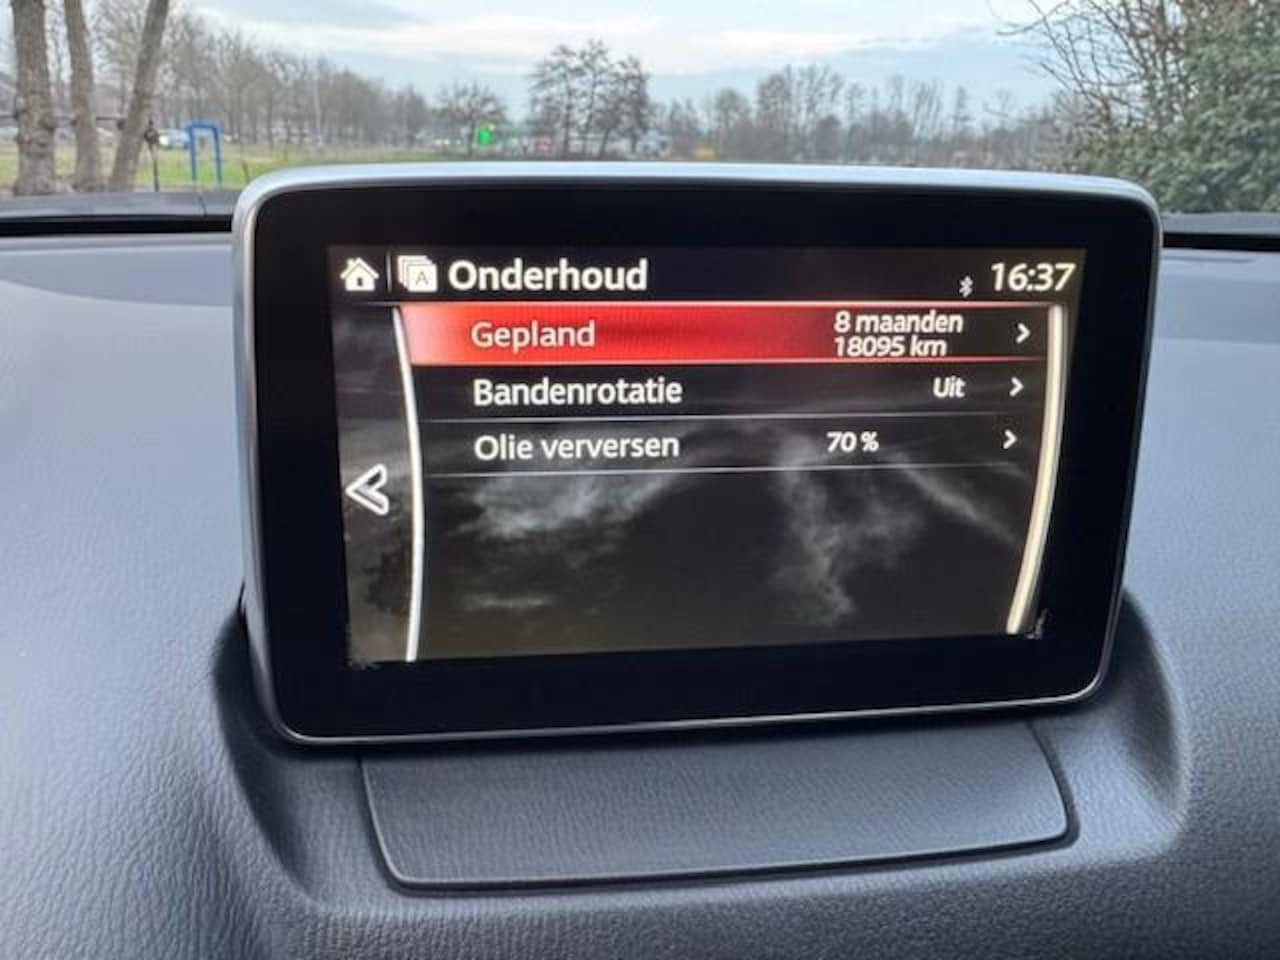 A Onderhoud 16:37
Gepland 8 maanden
18095 km
Bandenrotatie Uit
Olie verversen 70 %